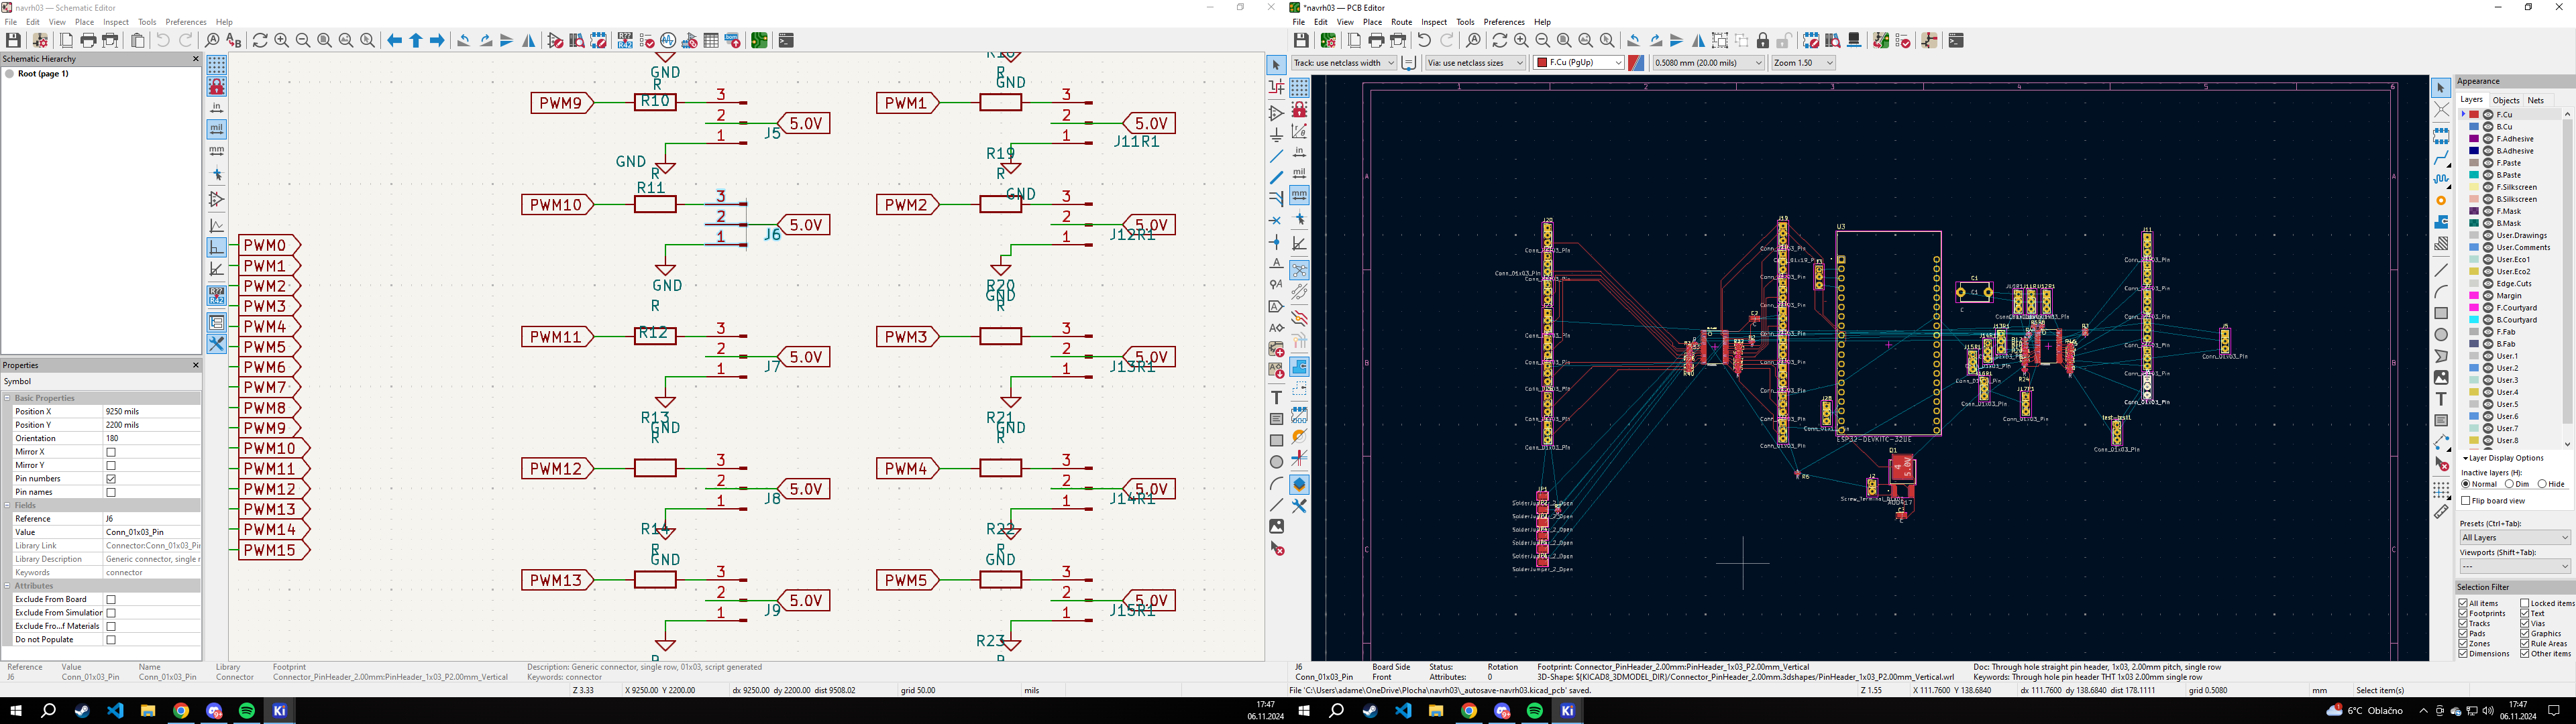 navrh03 — Schematic Editor
File Edit View Place Inspect Tools Preferences Help
Schematic Hierarchy
Root (page 1)
Properties
Symbol
Basic Properties
Position X 9250 mils
Position Y 2200 mils
Orientation 180
Mirror X
Mirror Y
Pin numbers
Pin names
Fields
Reference J6
Value Conn_01x03_Pin
Library Link Connector:Conn_01x03_Pin
Library Description Generic connector, single r
Keywords connector
Attributes
Exclude From Board
Exclude From Simulation
Exclude Fro...f Materials
Do not Populate
in
mil
mm
PWM0
PWM1
PWM2
PWM3
PWM4
PWM5
PWM6
PWM7
PWM8
PWM9
PWM10
PWM11
PWM12
PWM13
PWM14
PWM15
GND
R
R10
PWM9 3
2 5.0V
1 J5
GND
R
R11
PWM10 3
2 5.0V
1 J6
GND
R
R12
PWM11 3
2 5.0V
1 J7
R13
GND
R
PWM12 3
2 5.0V
1 J8
R14
R
GND
PWM13 3
2 5.0V
1 J9
GND
PWM1 3
2 5.0V
1 J11R1
R19
R
GND
PWM2 3
2 5.0V
1 J12R1
R20
GND
R
PWM3 3
2 5.0V
1 J13R1
R21
GND
R
PWM4 3
2 5.0V
1 J14R1
R22
R
GND
PWM5 3
2 5.0V
1 J15R1
R23
Reference Value Name Library Footprint Description: Generic connector, single row, 01x03, script generated
J6 Conn_01x03_Pin Conn_01x03_Pin Connector Connector_PinHeader_2.00mm:PinHeader_1x03_P2.00mm_Vertical Keywords: connector
Z 3.33 X 9250.00 Y 2200.00 dx 9250.00 dy 2200.00 dist 9508.02 grid 50.00 mils
17:47
06.11.2024
*navrh03 — PCB Editor
File Edit View Place Route Inspect Tools Preferences Help
Track: use netclass width Via: use netclass sizes F.Cu (PgUp) 0.5080 mm (20.00 mils) Zoom 1.50
in
mil
mm
1 2 3 4 5 6
A
B
C
J20
J19
U3
J11
C1
ESP32-DEVKITC-32UE
D1
5.0V
J2
R6
JP1
Conn_01x03_Pin
SolderJumper_2_Open
Appearance
Layers Objects Nets
F.Cu
B.Cu
F.Adhesive
B.Adhesive
F.Paste
B.Paste
F.Silkscreen
B.Silkscreen
F.Mask
B.Mask
User.Drawings
User.Comments
User.Eco1
User.Eco2
Edge.Cuts
Margin
F.Courtyard
B.Courtyard
F.Fab
B.Fab
User.1
User.2
User.3
User.4
User.5
User.6
User.7
User.8
Layer Display Options
Inactive layers (H):
Normal Dim Hide
Flip board view
Presets (Ctrl+Tab):
All Layers
Viewports (Shift+Tab):
---
Selection Filter
All items Locked items
Footprints Text
Tracks Vias
Pads Graphics
Zones Rule Areas
Dimensions Other items
J6 Board Side Status: Rotation Footprint: Connector_PinHeader_2.00mm:PinHeader_1x03_P2.00mm_Vertical Doc: Through hole straight pin header, 1x03, 2.00mm pitch, single row
Conn_01x03_Pin Front Attributes: 0 3D-Shape: ${KICAD8_3DMODEL_DIR}/Connector_PinHeader_2.00mm.3dshapes/PinHeader_1x03_P2.00mm_Vertical.wrl Keywords: Through hole pin header THT 1x03 2.00mm single row
File 'C:\Users\adame\OneDrive\Plocha\navrh03\_autosave-navrh03.kicad_pcb' saved. Z 1.55 X 111.7600 Y 138.6840 dx 111.7600 dy 138.6840 dist 178.1111 grid 0.5080 mm Select item(s)
6°C Oblačno
17:47
06.11.2024